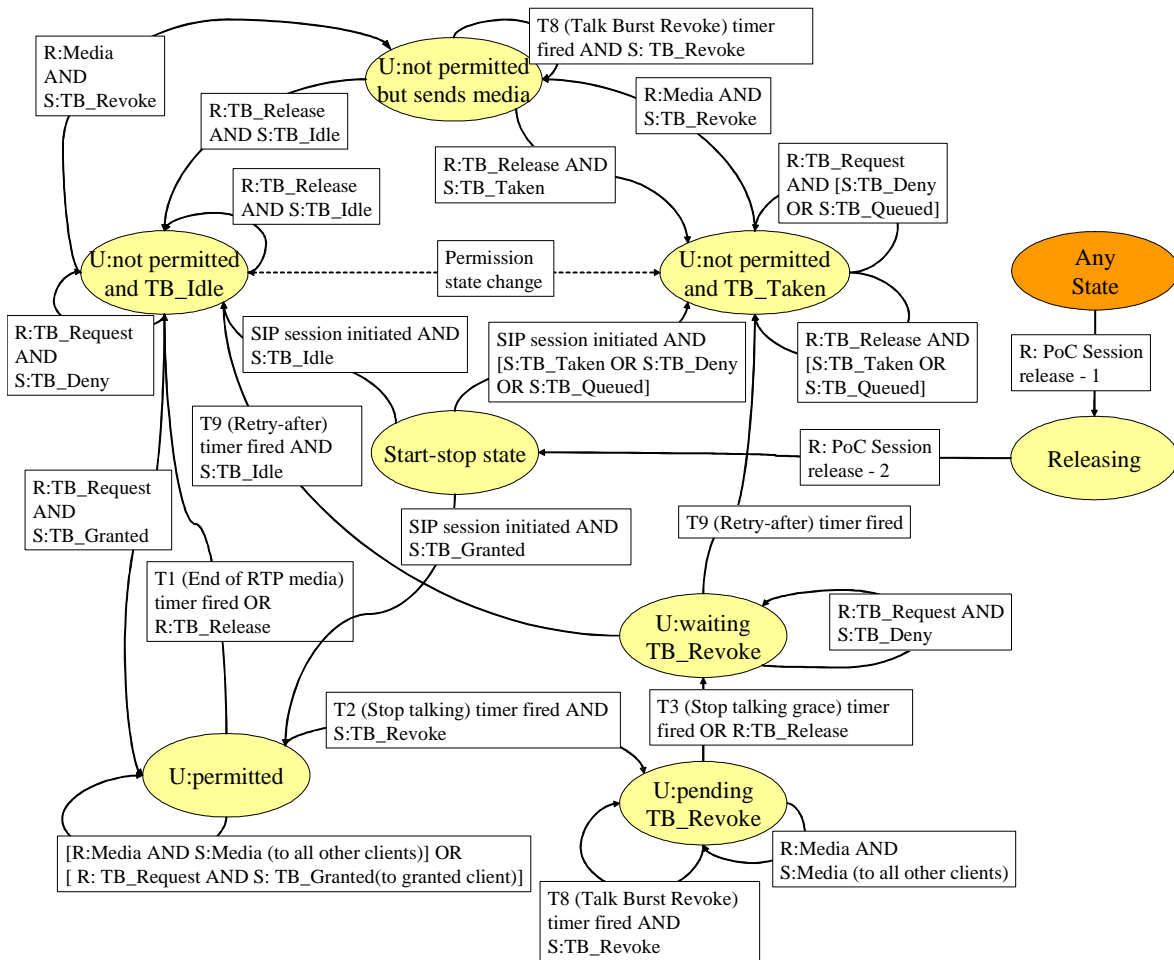 T8 (Talk Burst Revoke) timer
fired AND S: TB_Revoke
R:Media
AND
S:TB_Revoke
U:not permitted
but sends media
R:Media AND
S:TB_Revoke
R:TB_Release
AND S:TB_Idle
R:TB_Release AND
S:TB_Taken
R:TB_Request
AND [S:TB_Deny
OR S:TB_Queued]
R:TB_Release
AND S:TB_Idle
U:not permitted
and TB_Idle
Permission
state change
U:not permitted
and TB_Taken
Any
State
R:TB_Request
AND
S:TB_Deny
SIP session initiated AND
S:TB_Idle
SIP session initiated AND
[S:TB_Taken OR S:TB_Deny
OR S:TB_Queued]
R:TB_Release AND
[S:TB_Taken OR
S:TB_Queued]
R: PoC Session
release - 1
T9 (Retry-after)
timer fired AND
S:TB_Idle
Start-stop state
R: PoC Session
release - 2
Releasing
R:TB_Request
AND
S:TB_Granted
SIP session initiated AND
S:TB_Granted
T9 (Retry-after) timer fired
T1 (End of RTP media)
timer fired OR
R:TB_Release
U:waiting
TB_Revoke
R:TB_Request AND
S:TB_Deny
T2 (Stop talking) timer fired AND
S:TB_Revoke
T3 (Stop talking grace) timer
fired OR R:TB_Release
U:permitted
U:pending
TB_Revoke
[R:Media AND S:Media (to all other clients)] OR
[ R: TB_Request AND S: TB_Granted(to granted client)]
R:Media AND
S:Media (to all other clients)
T8 (Talk Burst Revoke)
timer fired AND
S:TB_Revoke